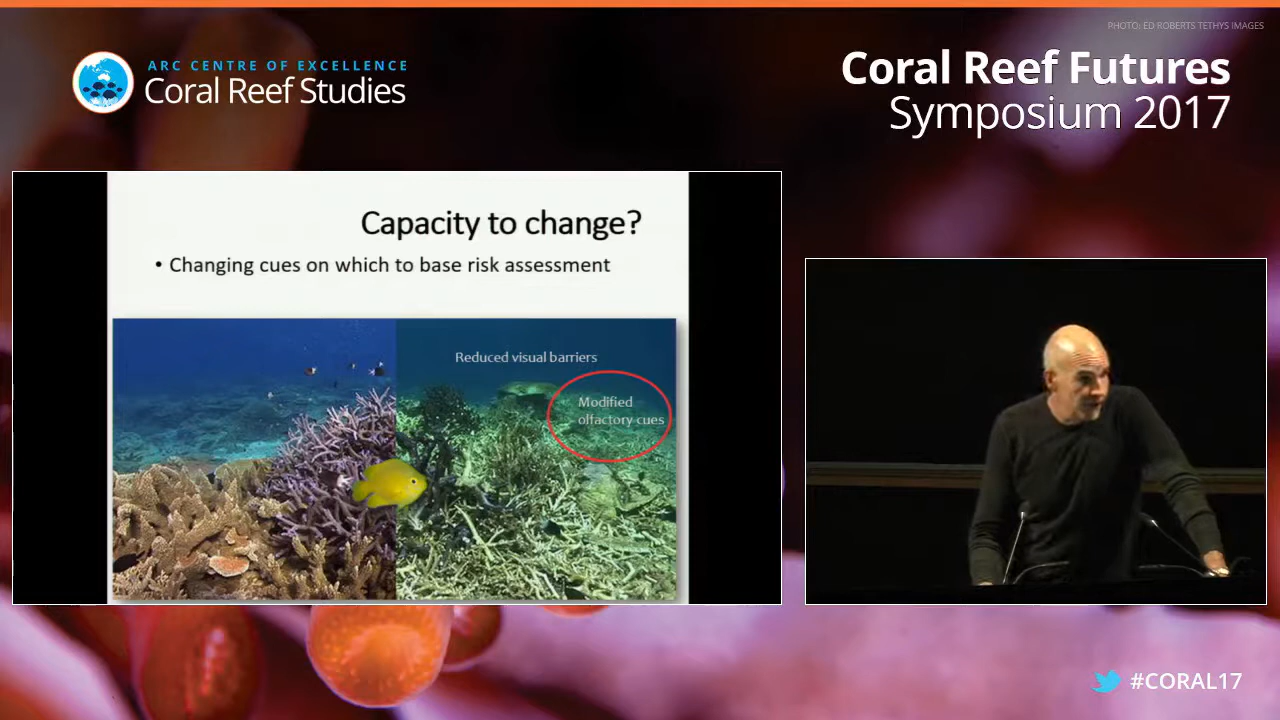 PHOTO: ED ROBERTS TETHYS IMAGES
ARC CENTRE OF EXCELLENCE
Coral Reef Studies
Coral Reef Futures
Symposium 2017
Capacity to change?
• Changing cues on which to base risk assessment
Reduced visual barriers
Modified
olfactory cues
#CORAL17